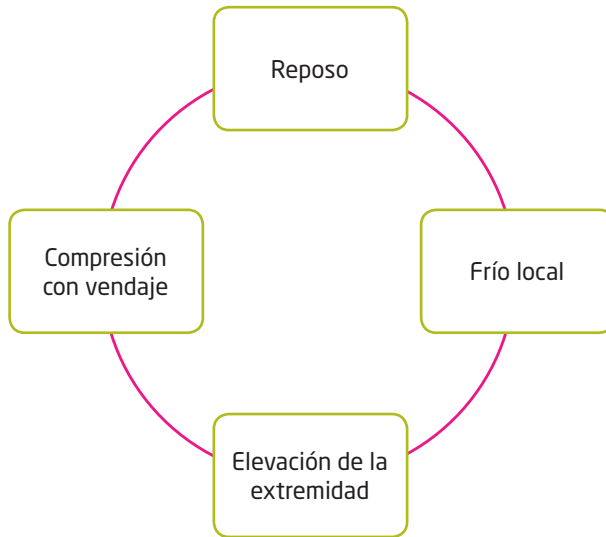 Reposo
Compresión
con vendaje
Frío local
Elevación de la
extremidad